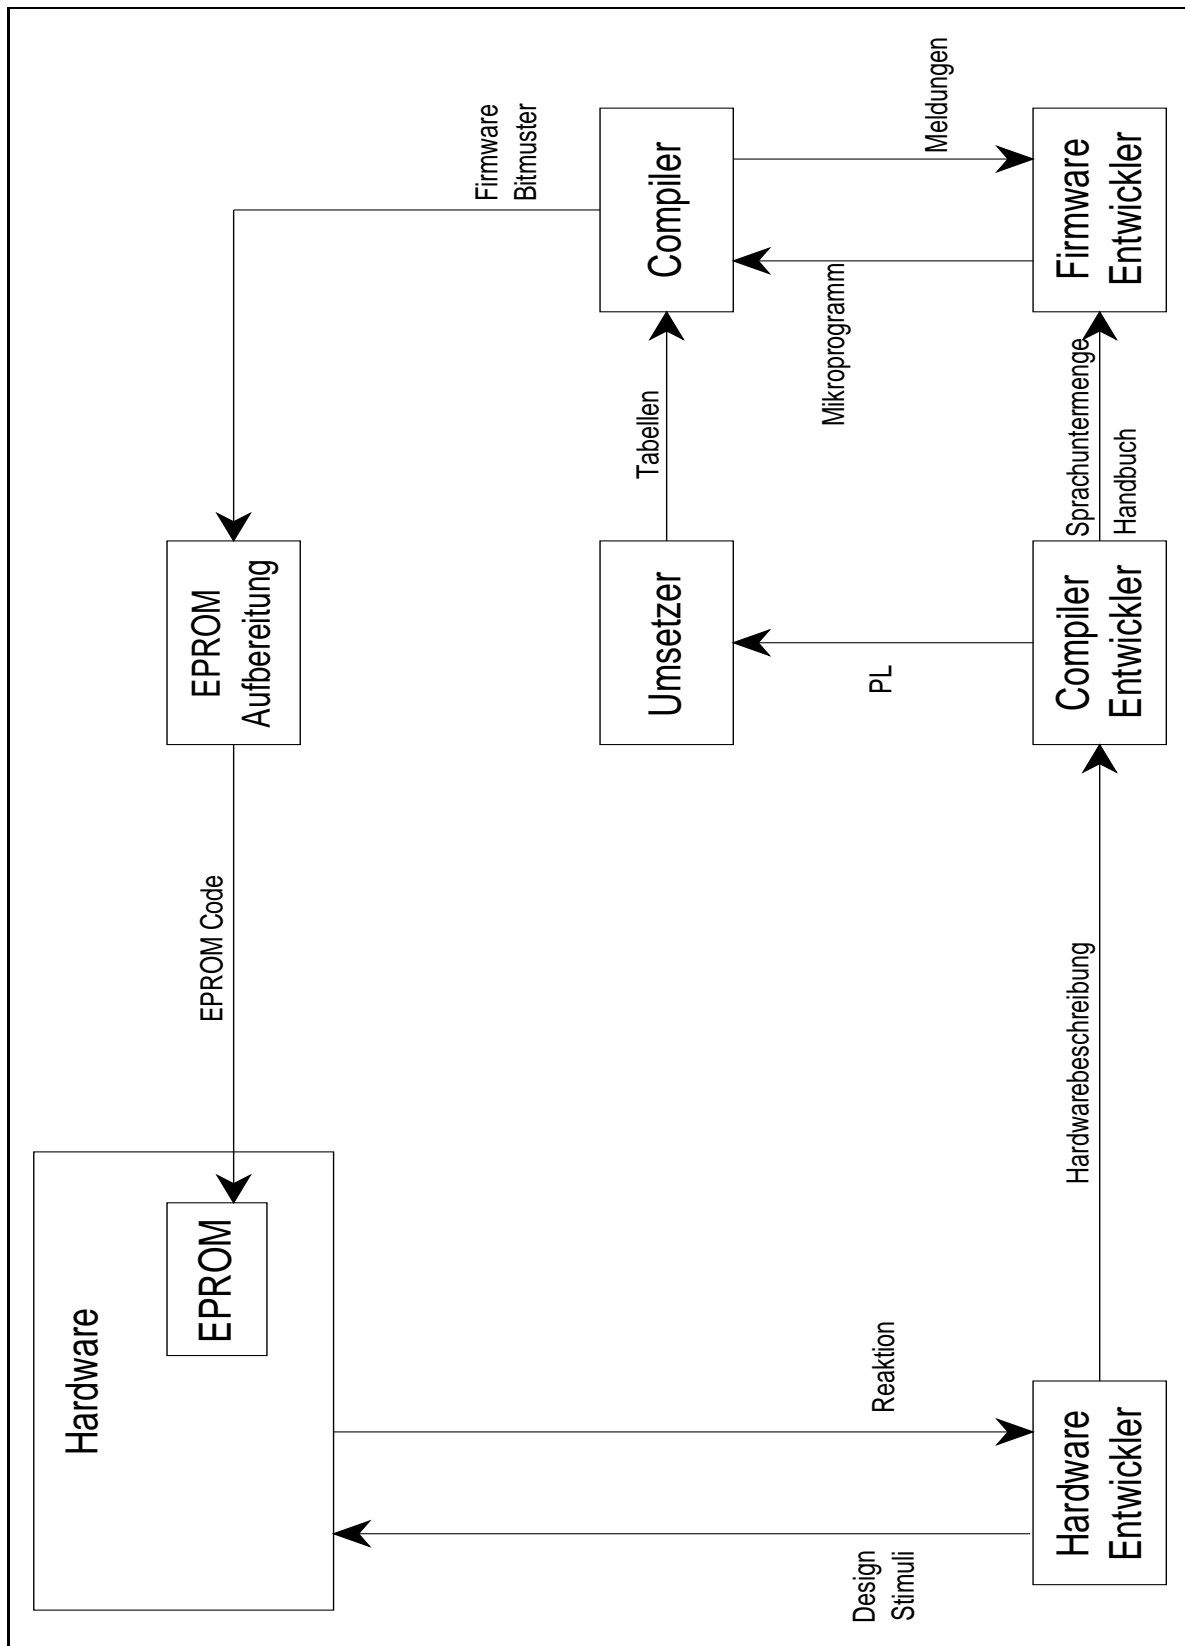 Hardware
EPROM
EPROM Code
EPROM
Aufbereitung
Firmware
Bitmuster
Umsetzer
Tabellen
Compiler
Design
Stimuli
Reaktion
PL
Mikroprogramm
Meldungen
Hardware
Entwickler
Hardwarebeschreibung
Compiler
Entwickler
Sprachuntermenge
Handbuch
Firmware
Entwickler